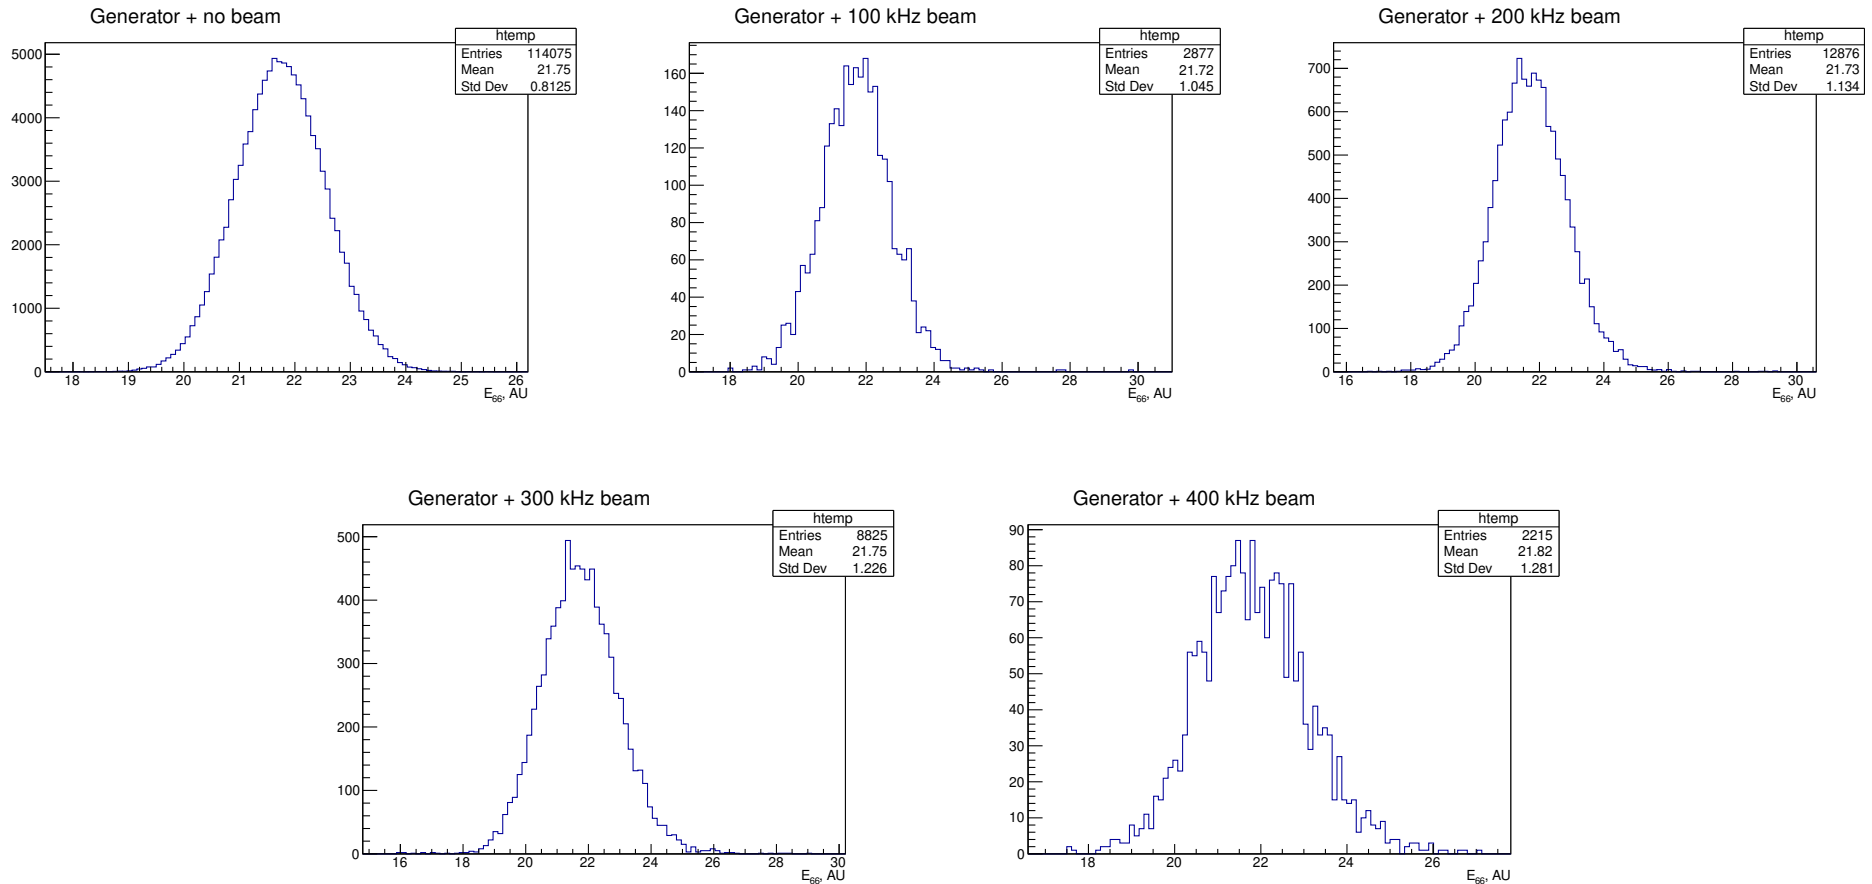 Generator + no beam
htemp
Entries 114075
Mean 21.75
Std Dev 0.8125
5000
4000
3000
2000
1000
0
18 19 20 21 22 23 24 25 26
E66, AU
Generator + 100 kHz beam
htemp
Entries 2877
Mean 21.72
Std Dev 1.045
160
140
120
100
80
60
40
20
0
18 20 22 24 26 28 30
E66, AU
Generator + 200 kHz beam
htemp
Entries 12876
Mean 21.73
Std Dev 1.134
700
600
500
400
300
200
100
0
16 18 20 22 24 26 28 30
E66, AU
Generator + 300 kHz beam
htemp
Entries 8825
Mean 21.75
Std Dev 1.226
500
400
300
200
100
0
16 18 20 22 24 26 28 30
E66, AU
Generator + 400 kHz beam
htemp
Entries 2215
Mean 21.82
Std Dev 1.281
90
80
70
60
50
40
30
20
10
0
18 20 22 24 26
E66, AU